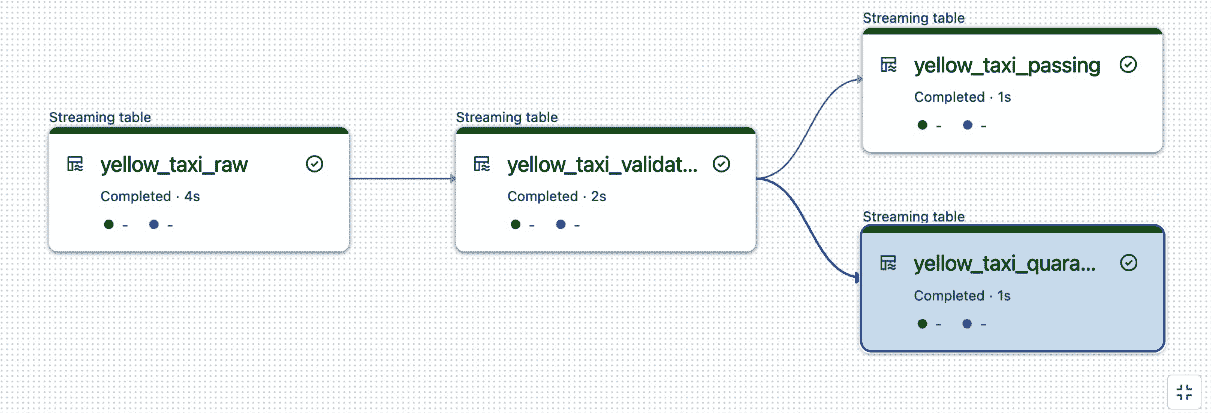 Streaming table
yellow_taxi_raw
Completed · 4s
- -
Streaming table
yellow_taxi_validat...
Completed · 2s
- -
Streaming table
yellow_taxi_passing
Completed · 1s
- -
Streaming table
yellow_taxi_quara...
Completed · 1s
- -